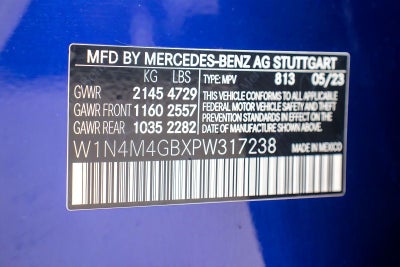 MFD BY MERCEDES-BENZ AG STUTTGART
KG LBS TYPE: MPV 813 05/23
GVWR 2145 4729 THIS VEHICLE CONFORMS TO ALL APPLICABLE
GAWR FRONT 1160 2557 FEDERAL MOTOR VEHICLE SAFETY AND THEFT
GAWR REAR 1035 2282 PREVENTION STANDARDS IN EFFECT ON THE DATE OF MANUFACTURE SHOWN ABOVE.
W1N4M4GBXPW317238 MADE IN MEXICO